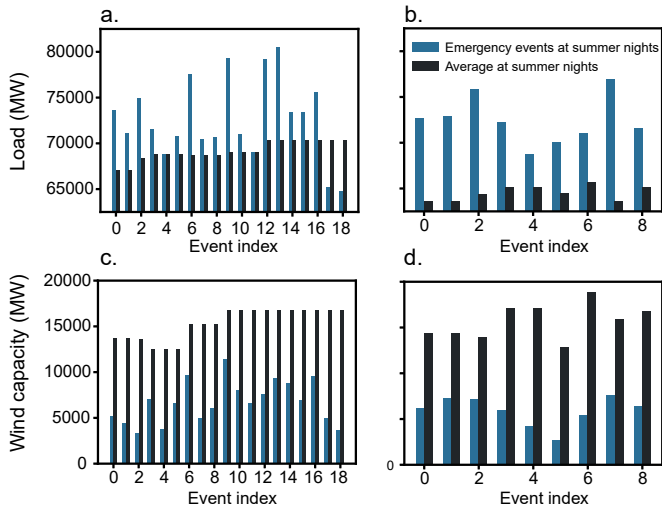 a.
b.
Load (MW)
80000
75000
70000
65000
Emergency events at summer nights
Average at summer nights
0 2 4 6 8 10 12 14 16 18
0 2 4 6 8
Event index
Event index
c.
d.
Wind capacity (MW)
20000
15000
10000
5000
0
0
0 2 4 6 8 10 12 14 16 18
0 2 4 6 8
Event index
Event index